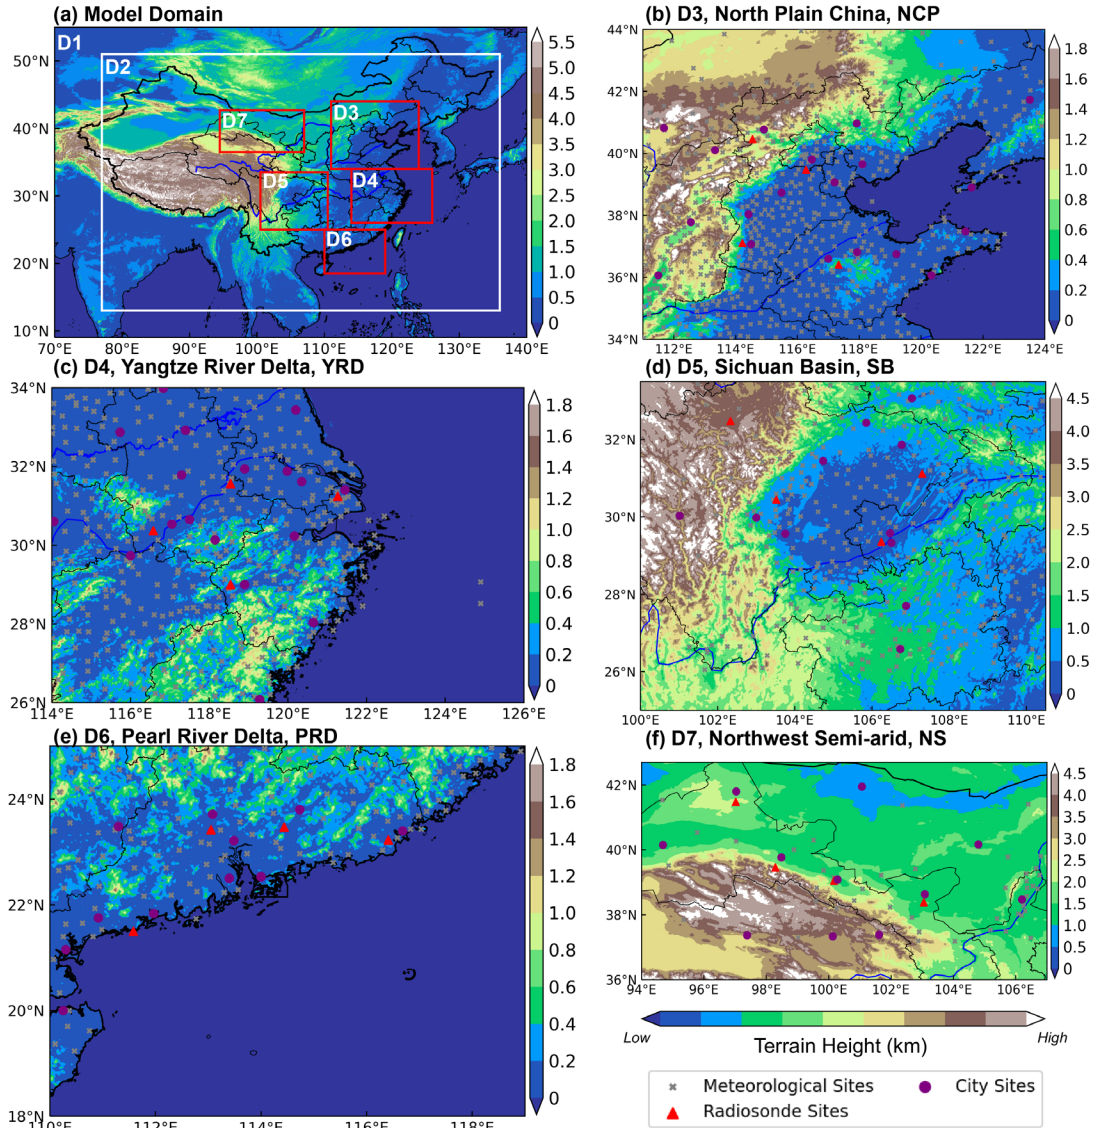 (a) Model Domain
D1
D2
D3
D4
D5
D6
D7
50°N
40°N
30°N
20°N
10°N
70°E 80°E 90°E 100°E 110°E 120°E 130°E 140°E
5.5
5.0
4.5
4.0
3.5
3.0
2.5
2.0
1.5
1.0
0.5
0
(b) D3, North Plain China, NCP
44°N
42°N
40°N
38°N
36°N
34°N
112°E 114°E 116°E 118°E 120°E 122°E 124°E
1.8
1.6
1.4
1.2
1.0
0.8
0.6
0.4
0.2
0
(c) D4, Yangtze River Delta, YRD
34°N
32°N
30°N
28°N
26°N
114°E 116°E 118°E 120°E 122°E 124°E 126°E
1.8
1.6
1.4
1.2
1.0
0.8
0.6
0.4
0.2
0
(d) D5, Sichuan Basin, SB
32°N
30°N
28°N
26°N
100°E 102°E 104°E 106°E 108°E 110°E
4.5
4.0
3.5
3.0
2.5
2.0
1.5
1.0
0.5
0
(e) D6, Pearl River Delta, PRD
24°N
22°N
20°N
18°N
110°E 112°E 114°E 116°E 118°E
1.8
1.6
1.4
1.2
1.0
0.8
0.6
0.4
0.2
0
(f) D7, Northwest Semi-arid, NS
42°N
40°N
38°N
36°N
94°E 96°E 98°E 100°E 102°E 104°E 106°E
4.5
4.0
3.5
3.0
2.5
2.0
1.5
1.0
0.5
0
Low High
Terrain Height (km)
Meteorological Sites City Sites
Radiosonde Sites